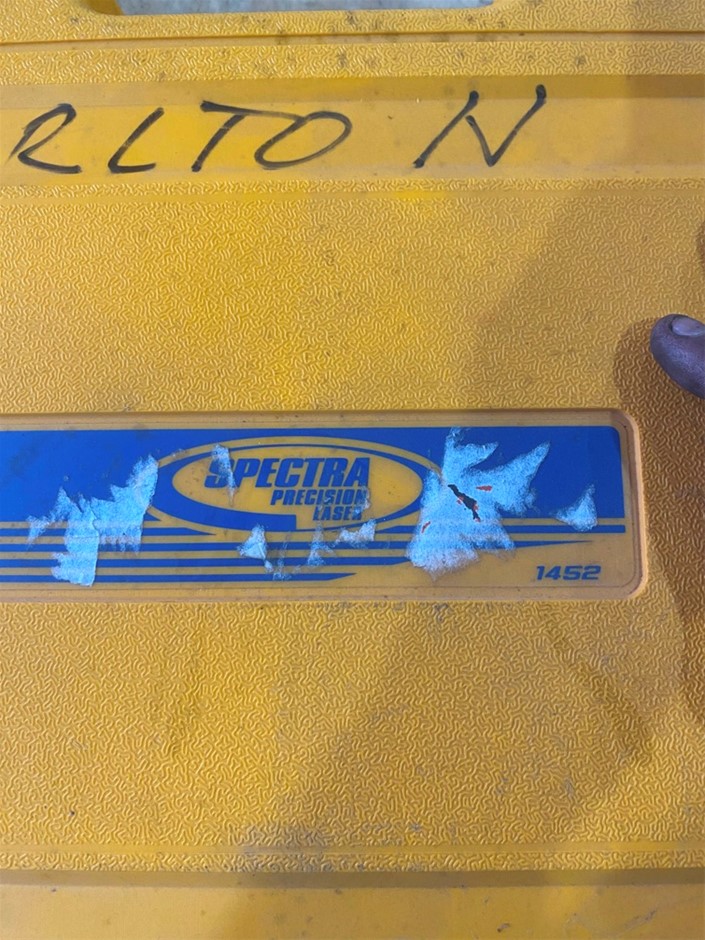 RLTON
SPECTRA
PRECISION
LASER
1452